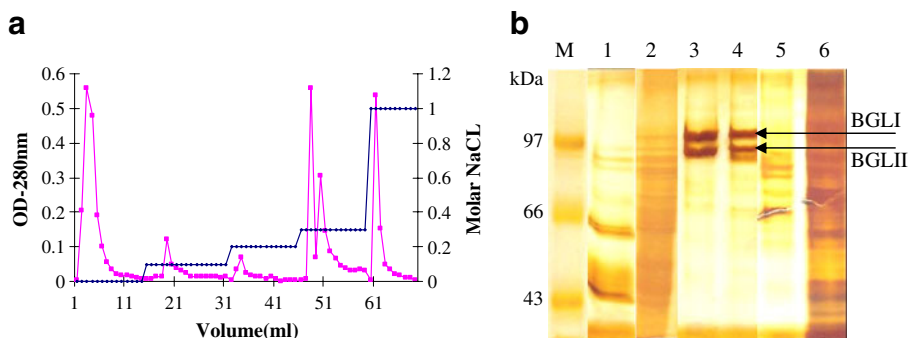 a
OD-280nm
0.6
0.5
0.4
0.3
0.2
0.1
0
1 11 21 31 41 51 61
Volume(ml)
1.2
1
0.8
0.6
0.4
0.2
0
Molar NaCL
b
M 1 2 3 4 5 6
kDa
97
66
43
BGLI
BGLII